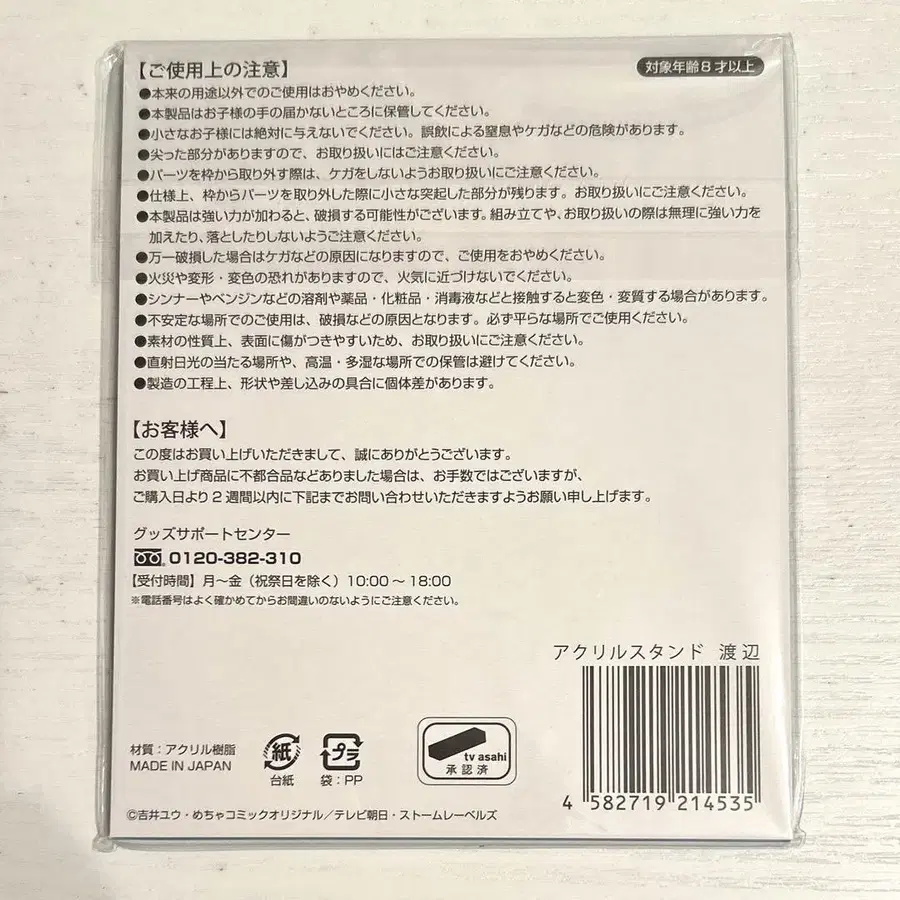 【ご使用上の注意】
対象年齢8才以上
●本来の用途以外でのご使用はおやめください。
●本製品はお子様の手の届かないところに保管してください。
●小さなお子様には絶対に与えないでください。誤飲による窒息やケガなどの危険があります。
●尖った部分がありますので、お取り扱いにはご注意ください。
●パーツを枠から取り外す際は、ケガをしないようお取り扱いにご注意ください。
●仕様上、枠からパーツを取り外した際に小さな突起した部分が残ります。お取り扱いにご注意ください。
●本製品は強い力が加わると、破損する可能性がございます。組み立てや、お取り扱いの際は無理に強い力を
加えたり、落としたりしないようご注意ください。
●万一破損した場合はケガなどの原因になりますので、ご使用をおやめください。
●火災や変形・変色の恐れがありますので、火気に近づけないでください。
●シンナーやベンジンなどの溶剤や薬品・化粧品・消毒液などと接触すると変色・変質する場合があります。
●不安定な場所でのご使用は、破損などの原因となります。必ず平らな場所でご使用ください。
●素材の性質上、表面に傷がつきやすいため、お取り扱いにご注意ください。
●直射日光の当たる場所や、高温・多湿な場所での保管は避けてください。
●製造の工程上、形状や差し込みの具合に個体差があります。
【お客様へ】
この度はお買い上げいただきまして、誠にありがとうございます。
お買い上げ商品に不都合品などありました場合は、お手数ではございますが、
ご購入日より2週間以内に下記までお問い合わせいただきますようお願い申し上げます。
グッズサポートセンター
0120-382-310
【受付時間】月～金（祝祭日を除く）10:00～18:00
※電話番号はよく確かめてからお間違いのないようにご注意ください。
アクリルスタンド 渡辺
材質：アクリル樹脂
MADE IN JAPAN
紙
台紙
プラ
袋：PP
tv asahi
承認済
4 582719 214535
©吉井ユウ・めちゃコミックオリジナル／テレビ朝日・ストームレーベルズ